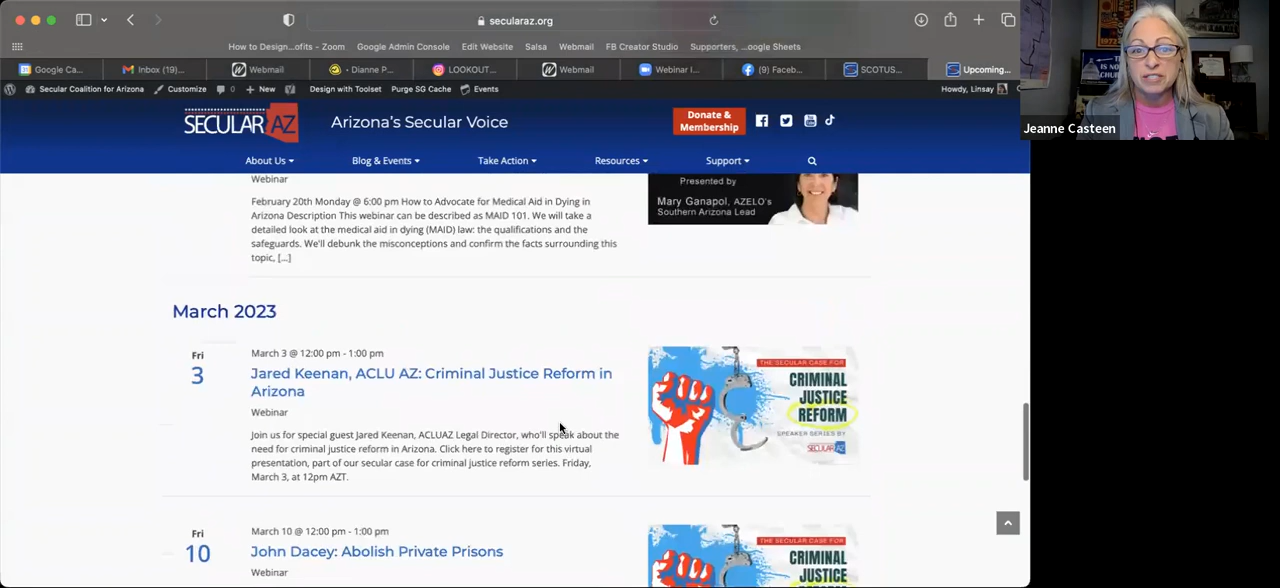 secularaz.org
How to Design...ofits - Zoom
Google Admin Console
Edit Website
Salsa
Webmail
FB Creator Studio
Supporters, ...oogle Sheets
Google Ca...
Inbox (19)...
Webmail
• Dianne P...
LOOKOUT...
Webmail
Webinar I...
(9) Faceb...
SCOTUS...
Upcoming...
Secular Coalition for Arizona
Customize
0
New
Design with Toolset
Purge SG Cache
Events
Howdy, Linsay
Jeanne Casteen
SECULAR AZ
Arizona's Secular Voice
Donate &
Membership
About Us
Blog & Events
Take Action
Resources
Support
Webinar
February 20th Monday @ 6:00 pm How to Advocate for Medical Aid in Dying in
Arizona Description This webinar can be described as MAID 101. We will take a
detailed look at the medical aid in dying (MAID) law: the qualifications and the
safeguards. We'll debunk the misconceptions and confirm the facts surrounding this
topic, [...]
Presented by
Mary Ganapol, AZELO's
Southern Arizona Lead
March 2023
Fri
3
March 3 @ 12:00 pm - 1:00 pm
Jared Keenan, ACLU AZ: Criminal Justice Reform in
Arizona
Webinar
Join us for special guest Jared Keenan, ACLUAZ Legal Director, who'll speak about the
need for criminal justice reform in Arizona. Click here to register for this virtual
presentation, part of our secular case for criminal justice reform series. Friday,
March 3, at 12pm AZT.
THE SECULAR CASE FOR
CRIMINAL
JUSTICE
REFORM
SPEAKER SERIES BY
SECULAR AZ
Fri
10
March 10 @ 12:00 pm - 1:00 pm
John Dacey: Abolish Private Prisons
Webinar
THE SECULAR CASE FOR
CRIMINAL
JUSTICE